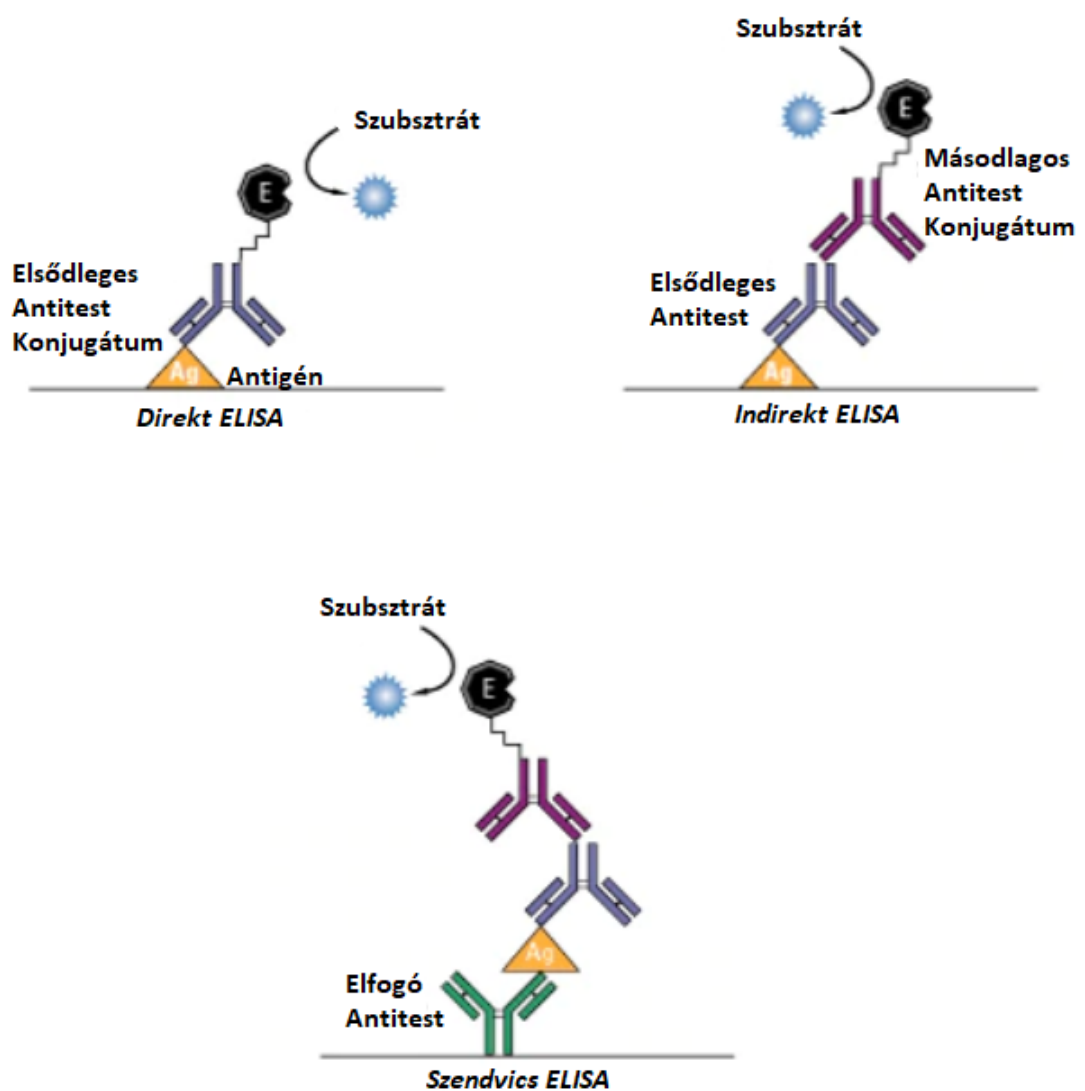 Szubsztrát
E
Elsődleges
Antitest
Konjugátum
Ag
Antigén
Direkt ELISA
Szubsztrát
E
Másodlagos
Antitest
Konjugátum
Elsődleges
Antitest
Ag
Indirekt ELISA
Szubsztrát
E
Ag
Elfogó
Antitest
Szendvics ELISA